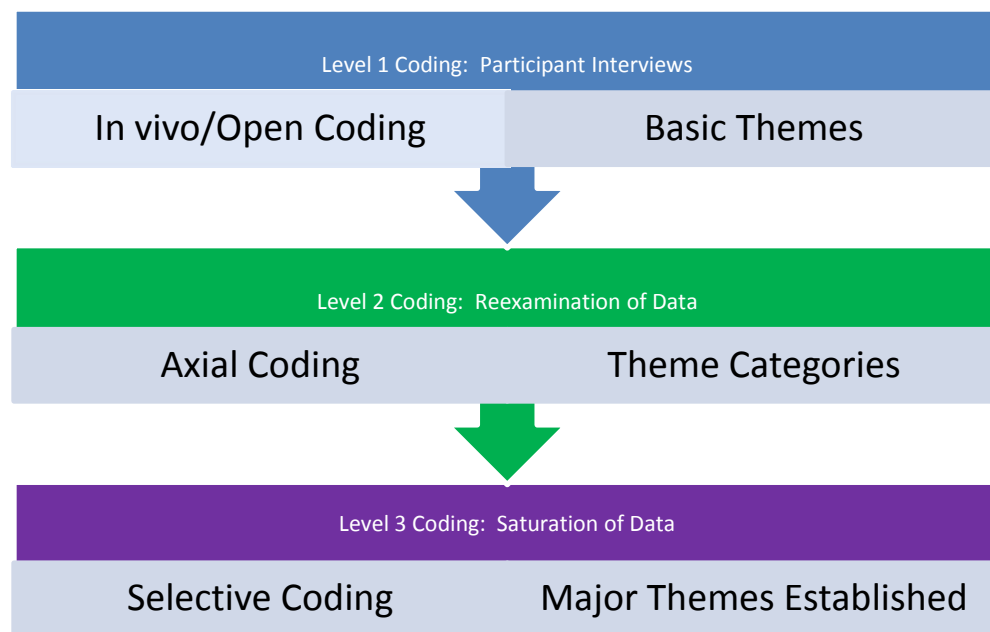 Level 1 Coding:  Participant Interviews
In vivo/Open Coding
Basic Themes
Level 2 Coding:  Reexamination of Data
Axial Coding
Theme Categories
Level 3 Coding:  Saturation of Data
Selective Coding
Major Themes Established